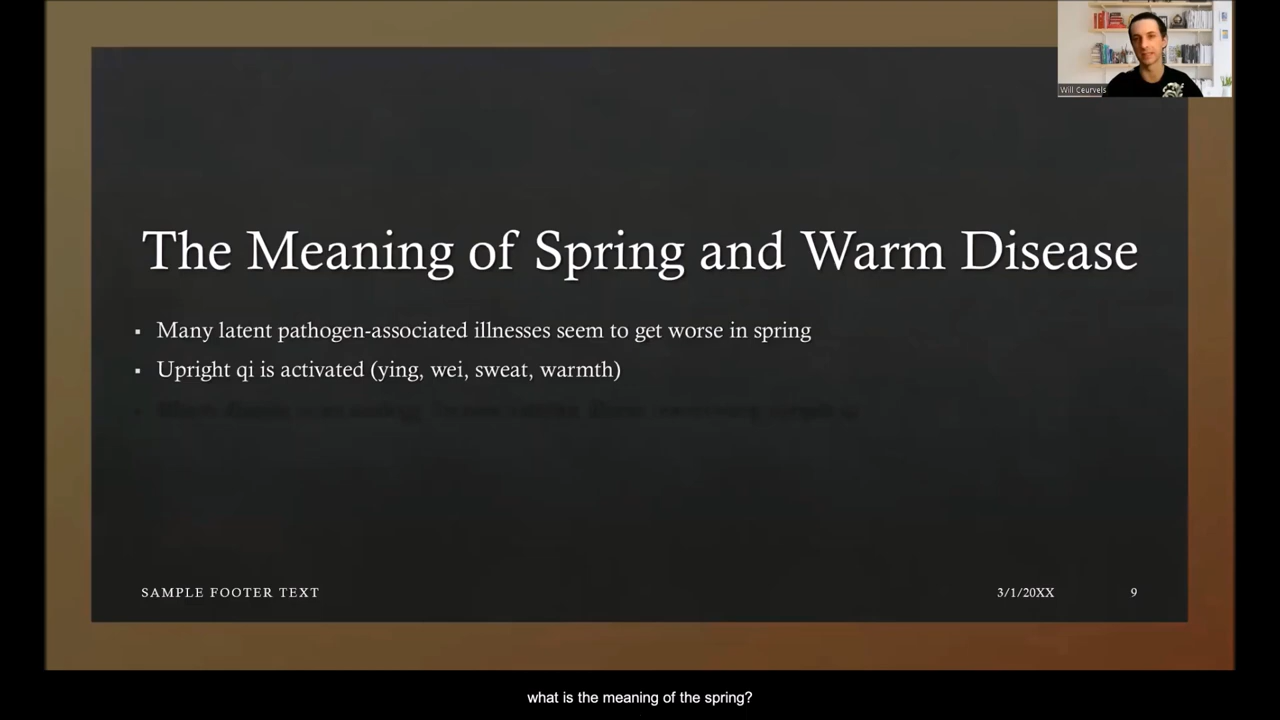 Will Ceurvels
The Meaning of Spring and Warm Disease
▪ Many latent pathogen-associated illnesses seem to get worse in spring
▪ Upright qi is activated (ying, wei, sweat, warmth)
SAMPLE FOOTER TEXT
3/1/20XX
9
what is the meaning of the spring?